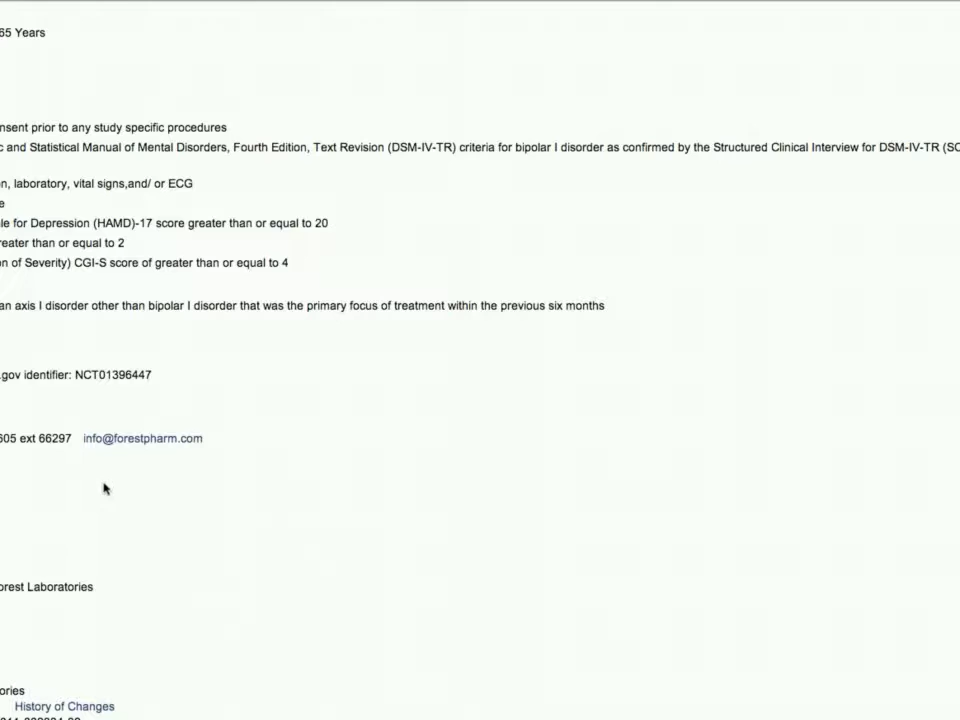 65 Years
nsent prior to any study specific procedures
c and Statistical Manual of Mental Disorders, Fourth Edition, Text Revision (DSM-IV-TR) criteria for bipolar I disorder as confirmed by the Structured Clinical Interview for DSM-IV-TR (SC
n, laboratory, vital signs,and/ or ECG
e
le for Depression (HAMD)-17 score greater than or equal to 20
reater than or equal to 2
on of Severity) CGI-S score of greater than or equal to 4
an axis I disorder other than bipolar I disorder that was the primary focus of treatment within the previous six months
.gov identifier: NCT01396447
605 ext 66297 info@forestpharm.com
orest Laboratories
ories
History of Changes